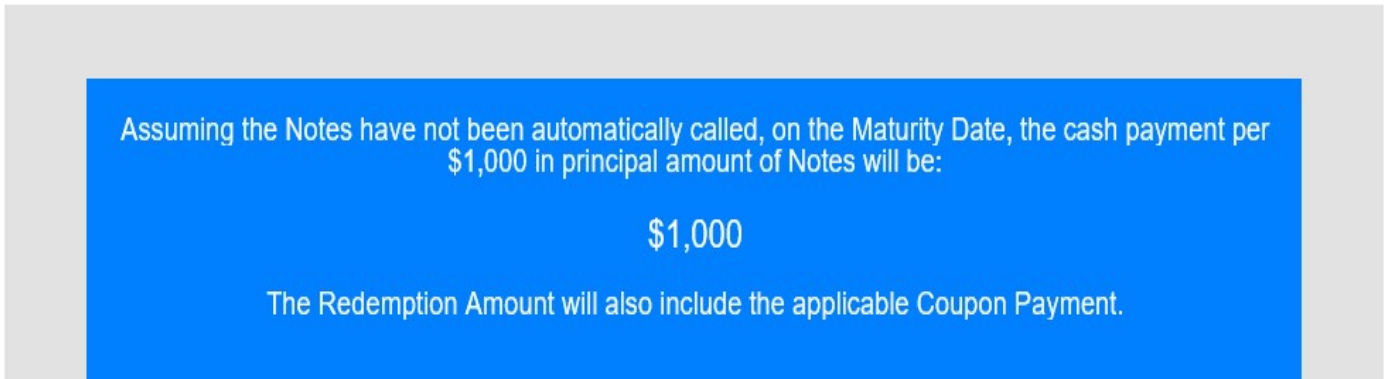 Assuming the Notes have not been automatically called, on the Maturity Date, the cash payment per
$1,000 in principal amount of Notes will be:
$1,000
The Redemption Amount will also include the applicable Coupon Payment.